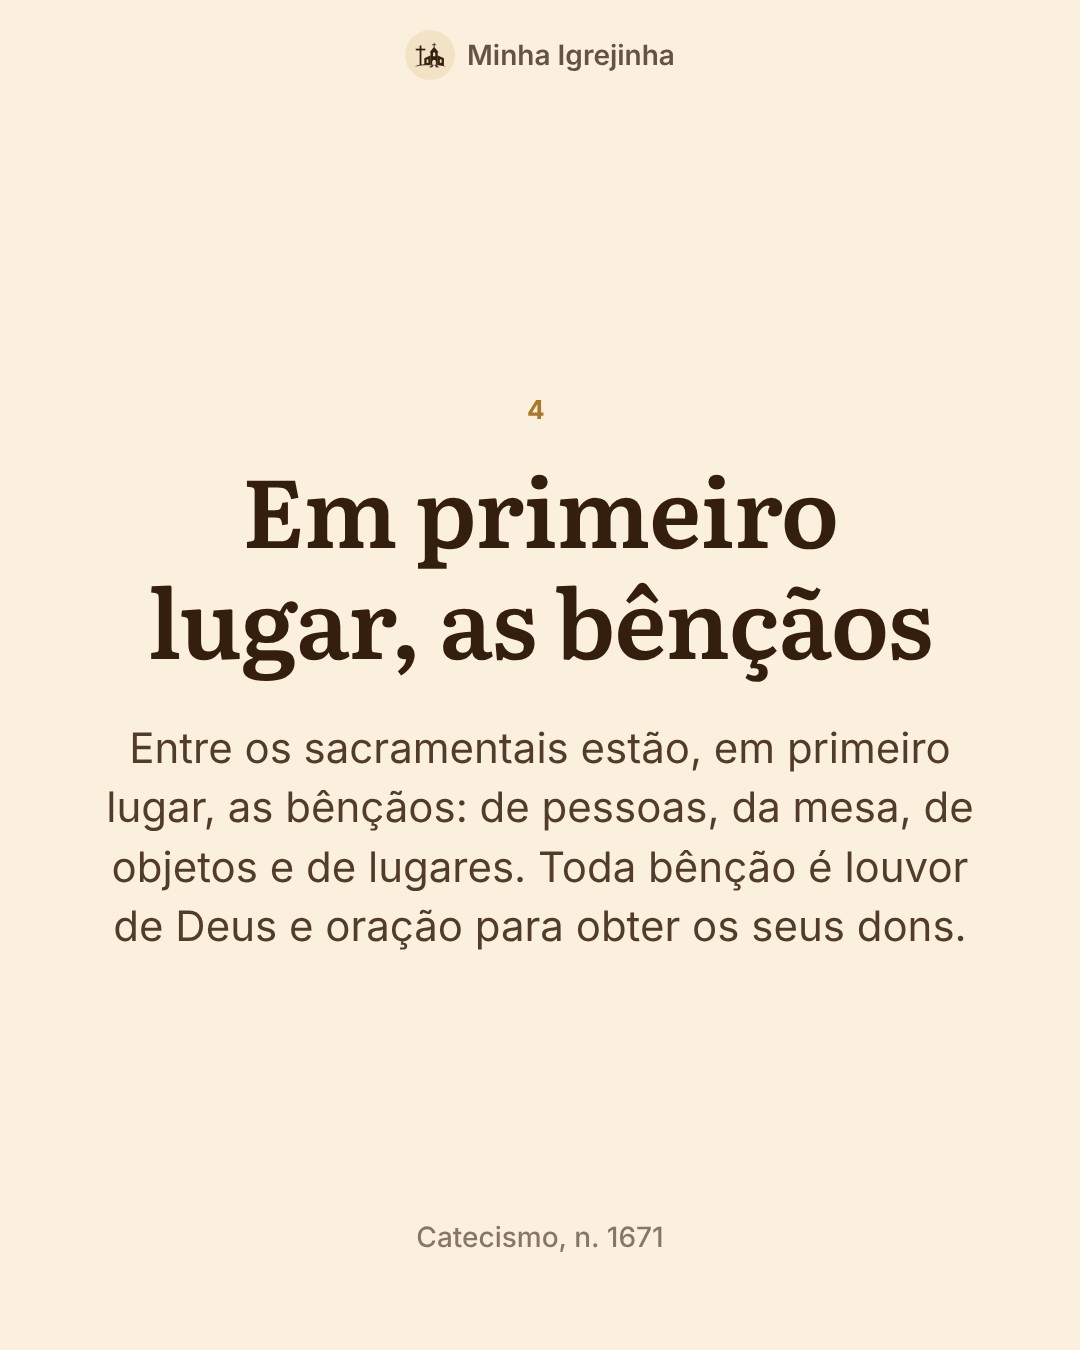 Minha Igrejinha
4
Em primeiro
lugar, as bênçãos
Entre os sacramentais estão, em primeiro
lugar, as bênçãos: de pessoas, da mesa, de
objetos e de lugares. Toda bênção é louvor
de Deus e oração para obter os seus dons.
Catecismo, n. 1671